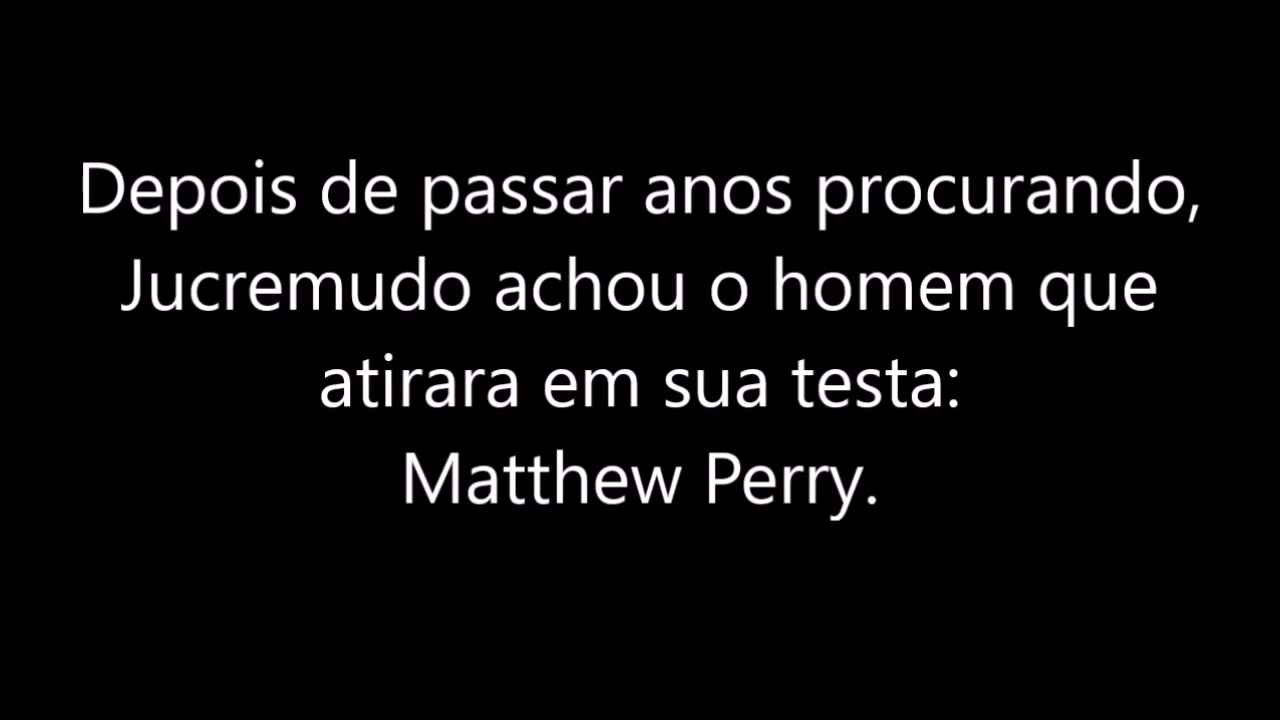 Depois de passar anos procurando,
Jucremudo achou o homem que
atirara em sua testa:
Matthew Perry.